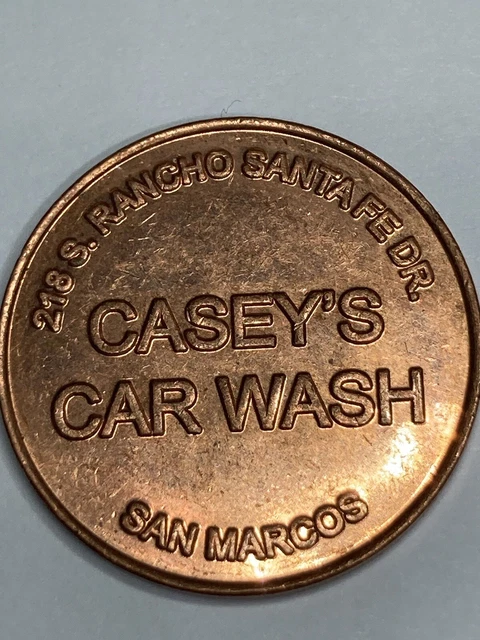 218 S. RANCHO SANTA FE DR.
CASEY'S
CAR WASH
SAN MARCOS